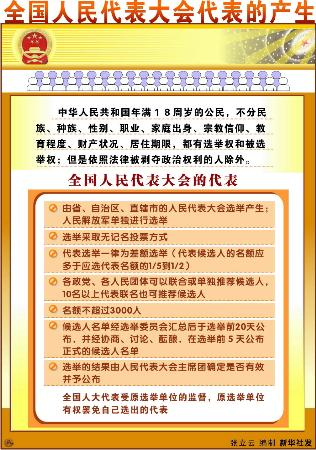 全国人民代表大会代表的产生
中华人民共和国年满18周岁的公民，不分民
族、种族、性别、职业、家庭出身、宗教信仰、教
育程度、财产状况、居住期限，都有选举权和被选
举权；但是依照法律被剥夺政治权利的人除外。
全国人民代表大会的代表
由省、自治区、直辖市的人民代表大会选举产生；
人民解放军单独进行选举
选举采取无记名投票方式
代表选举一律为差额选举（代表候选人的名额应
多于应选代表名额的1/5到1/2）
各政党、各人民团体可以联合或单独推荐候选人，
10名以上代表联名也可推荐候选人
名额不超过3000人
候选人名单经选举委员会汇总后于选举前20天公
布，并经协商、讨论、酝酿，在选举前5天公布
正式的候选人名单
选举的结果由人民代表大会主席团确定是否有效
并予公布
全国人大代表受原选举单位的监督，原选举单位
有权罢免自己选出的代表
张立云 编制 新华社发